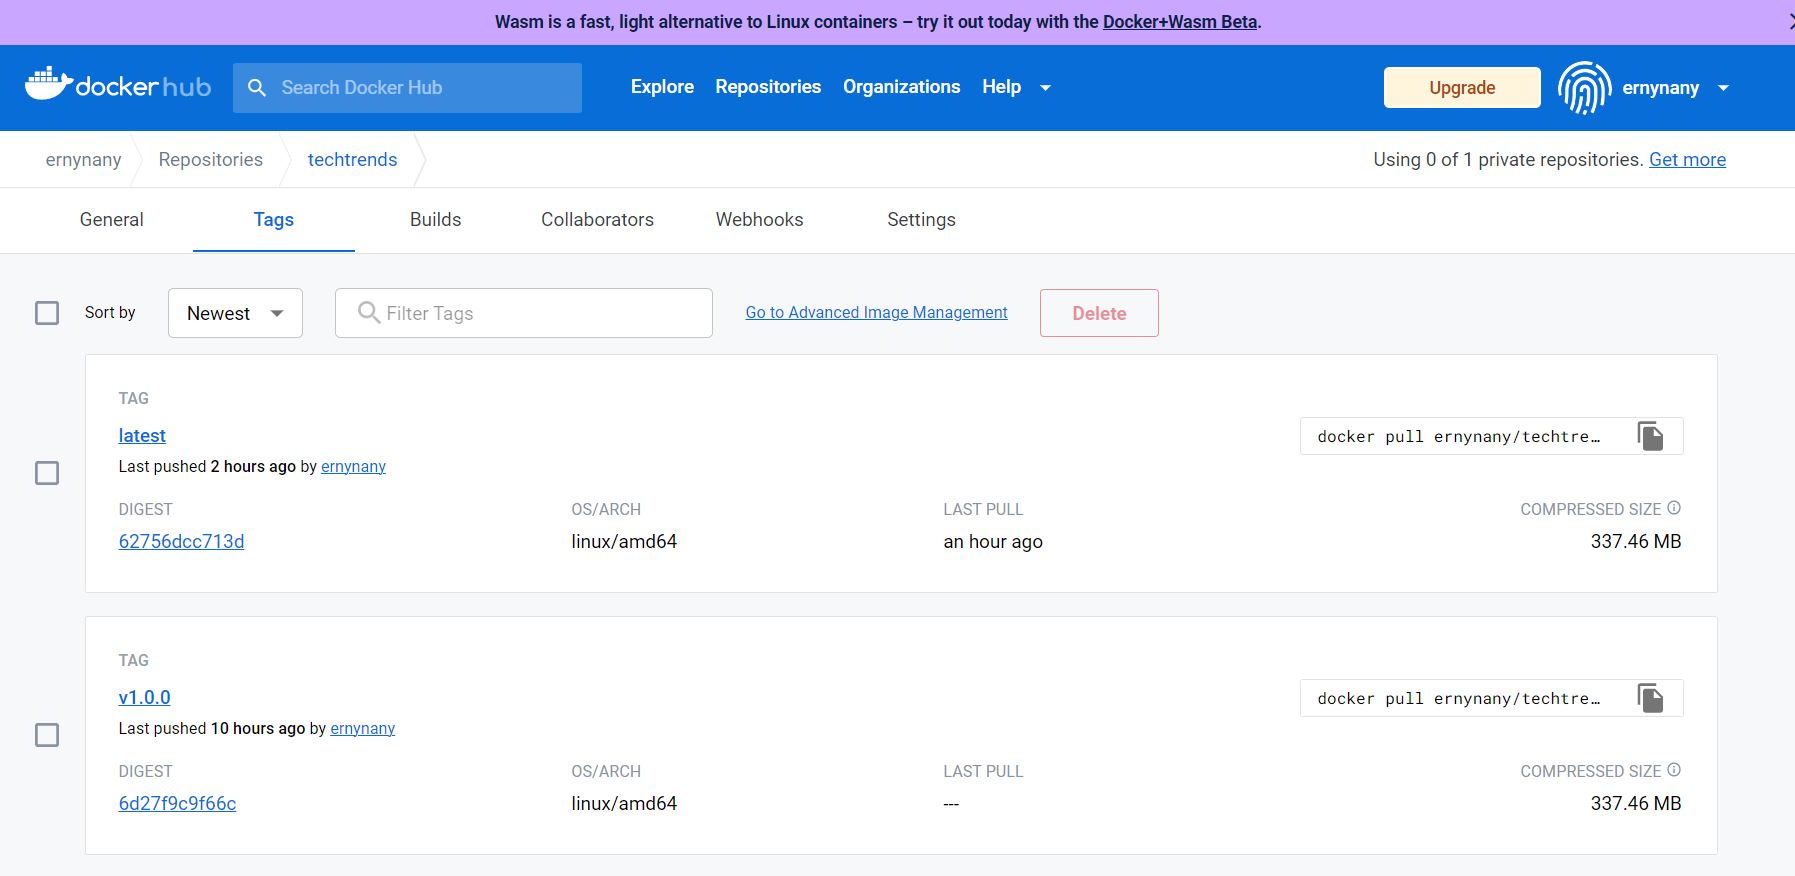 Wasm is a fast, light alternative to Linux containers – try it out today with the Docker+Wasm Beta.
docker hub Search Docker Hub Explore Repositories Organizations Help Upgrade ernynany
ernynany Repositories techtrends Using 0 of 1 private repositories. Get more
General Tags Builds Collaborators Webhooks Settings
Sort by Newest Filter Tags Go to Advanced Image Management Delete
TAG
latest docker pull ernynany/techtre…
Last pushed 2 hours ago by ernynany
DIGEST OS/ARCH LAST PULL COMPRESSED SIZE
62756dcc713d linux/amd64 an hour ago 337.46 MB
TAG
v1.0.0 docker pull ernynany/techtre…
Last pushed 10 hours ago by ernynany
DIGEST OS/ARCH LAST PULL COMPRESSED SIZE
6d27f9c9f66c linux/amd64 --- 337.46 MB